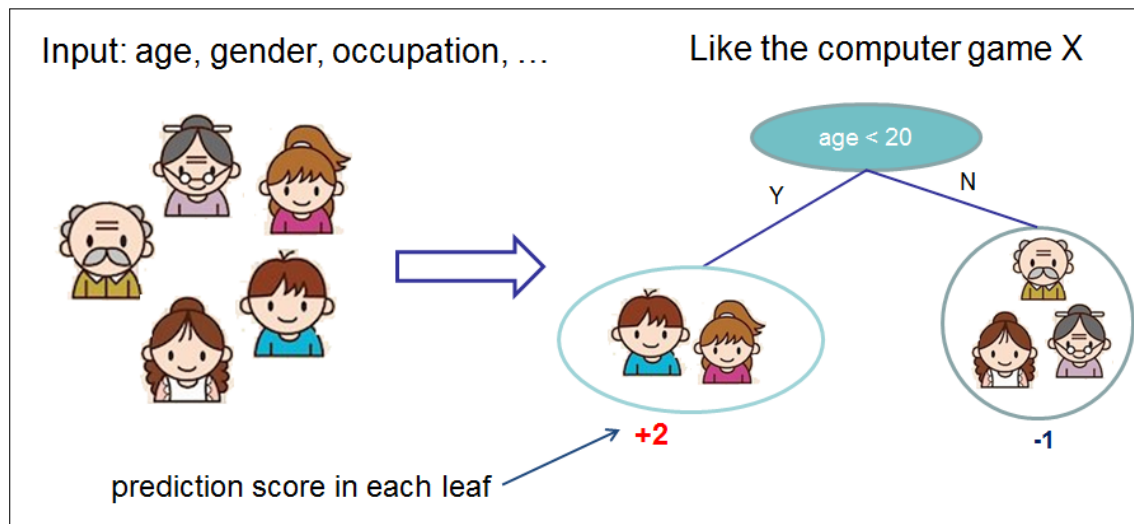 Input: age, gender, occupation, …
Like the computer game X
age < 20
Y
N
+2
-1
prediction score in each leaf